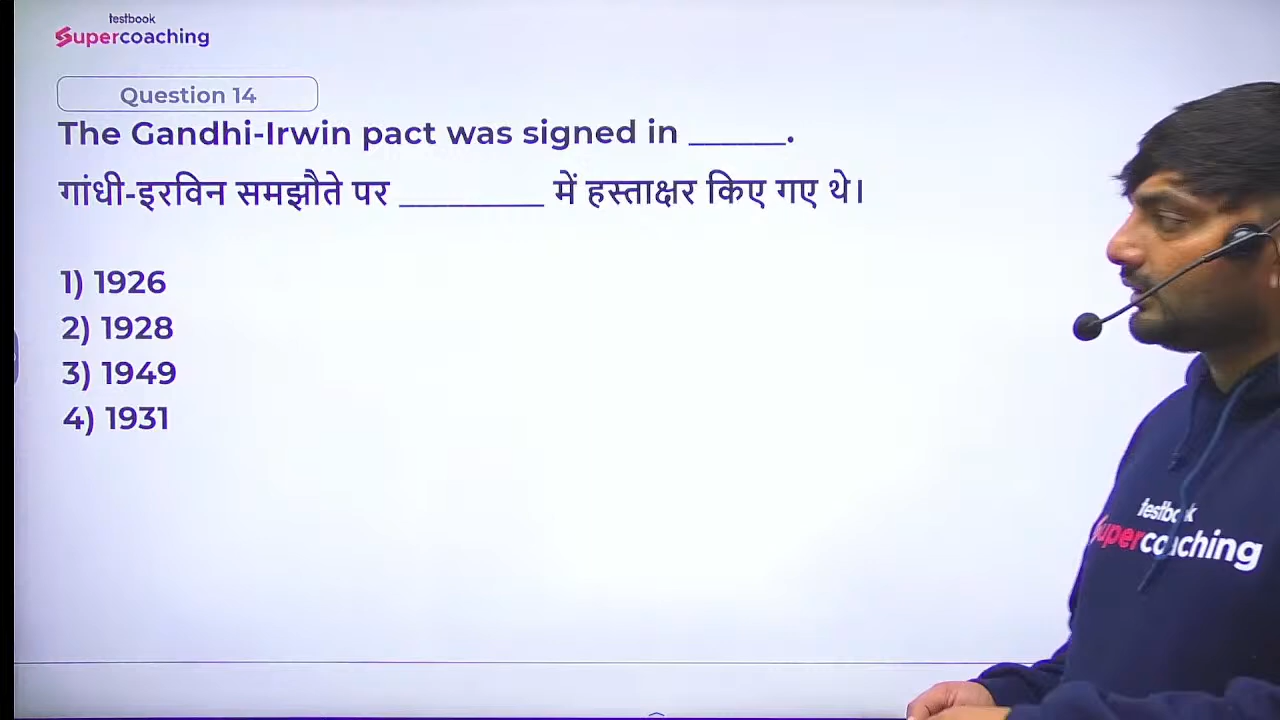 testbook
Supercoaching
Question 14
The Gandhi-Irwin pact was signed in ______.
गांधी-इरविन समझौते पर _________ में हस्ताक्षर किए गए थे।
1) 1926
2) 1928
3) 1949
4) 1931
testbook
Supercoaching